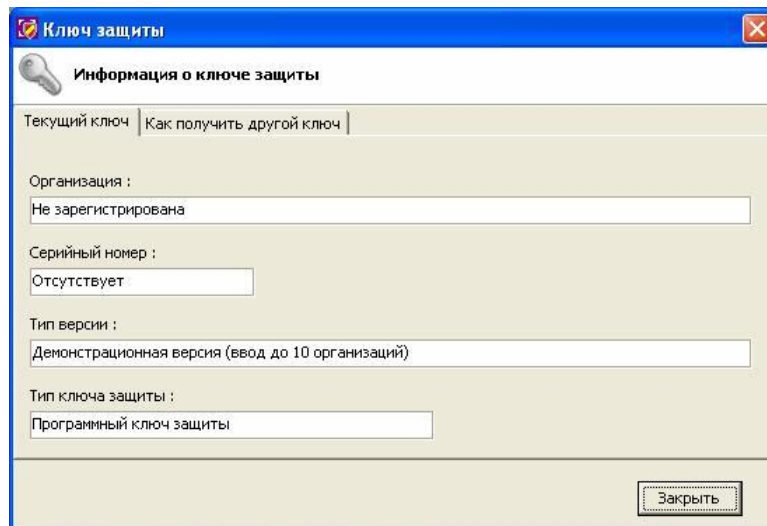 Ключ защиты
Информация о ключе защиты
Текущий ключ Как получить другой ключ
Организация :
Не зарегистрирована
Серийный номер :
Отсутствует
Тип версии :
Демонстрационная версия (ввод до 10 организаций)
Тип ключа защиты :
Программный ключ защиты
Закрыть